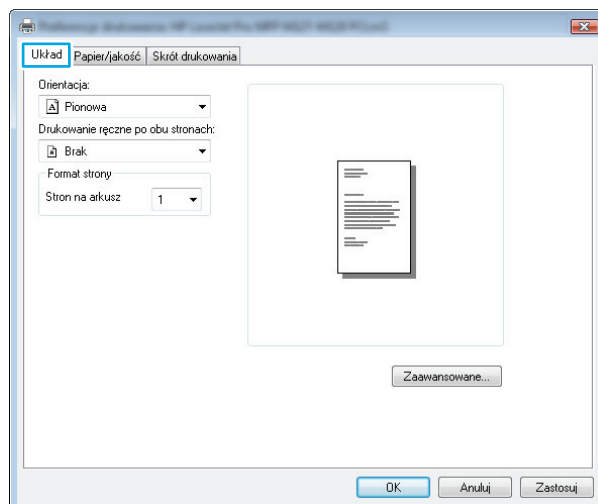 Układ
Papier/jakość
Skrót drukowania
Orientacja:
A Pionowa
Drukowanie ręczne po obu stronach:
Brak
Format strony
Stron na arkusz
1
Zaawansowane...
OK
Anuluj
Zastosuj